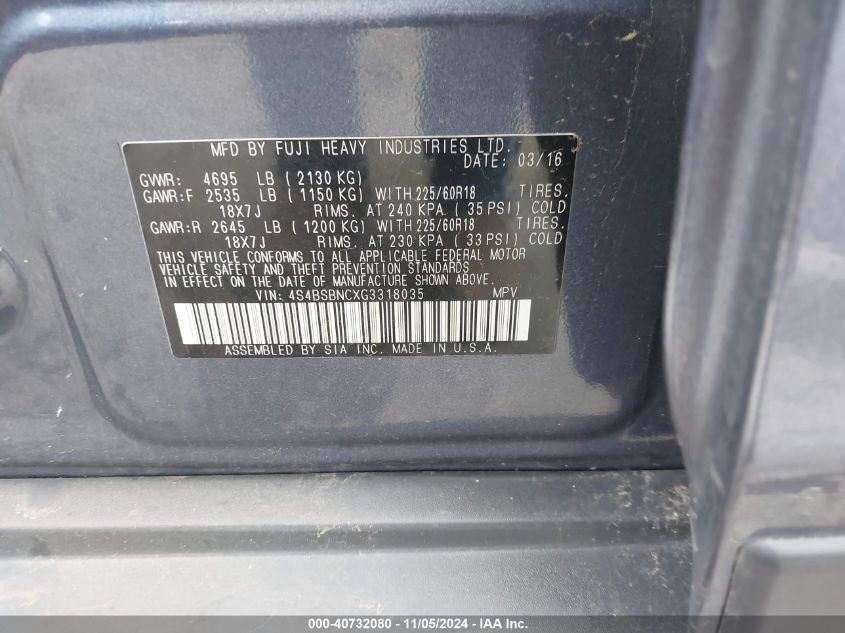 MFD BY FUJI HEAVY INDUSTRIES LTD.
DATE: 03/16
GVWR: 4695 LB (2130 KG)
GAWR:F 2535 LB (1150 KG) WITH 225/60R18 TIRES.
18X7J RIMS. AT 240 KPA. (35 PSI) COLD
GAWR:R 2645 LB (1200 KG) WITH 225/60R18 TIRES.
18X7J RIMS. AT 230 KPA (33 PSI) COLD
THIS VEHICLE CONFORMS TO ALL APPLICABLE FEDERAL MOTOR
VEHICLE SAFETY AND THEFT PREVENTION STANDARDS
IN EFFECT ON THE DATE OF MANUFACTURE SHOWN ABOVE.
VIN: 4S4BSBNCXG3318035 MPV
ASSEMBLED BY SIA INC. MADE IN U.S.A.
000-40732080 - 11/05/2024 - IAA Inc.